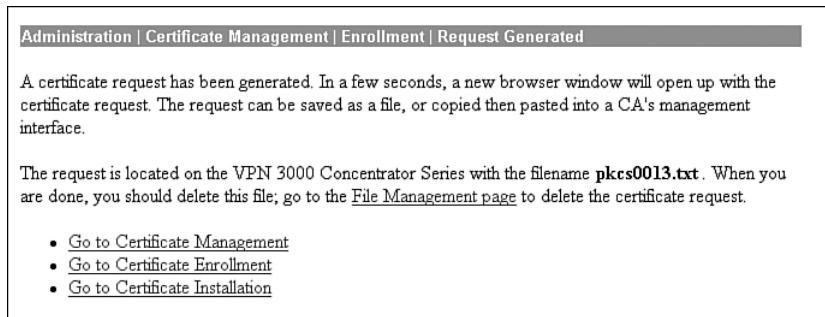 Administration | Certificate Management | Enrollment | Request Generated
A certificate request has been generated. In a few seconds, a new browser window will open up with the
certificate request. The request can be saved as a file, or copied then pasted into a CA's management
interface.
The request is located on the VPN 3000 Concentrator Series with the filename pkcs0013.txt . When you
are done, you should delete this file; go to the File Management page to delete the certificate request.
• Go to Certificate Management
• Go to Certificate Enrollment
• Go to Certificate Installation